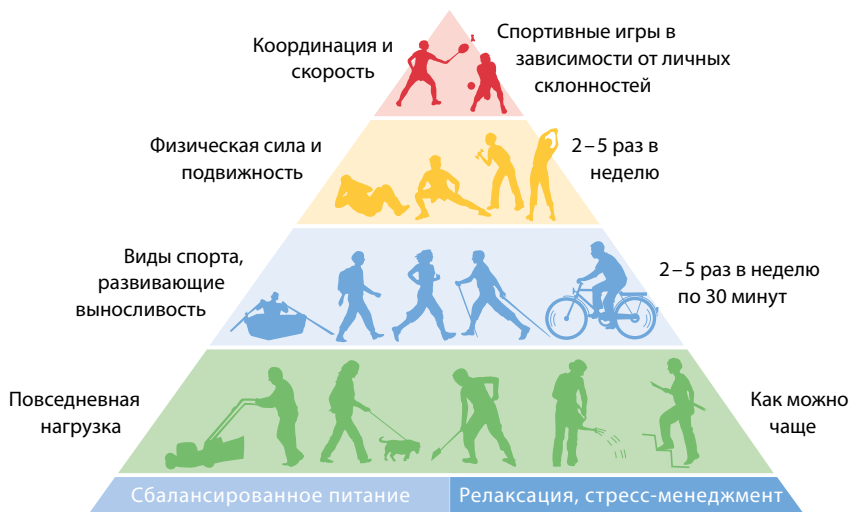 Координация и
скорость
Спортивные игры в
зависимости от личных
склонностей
Физическая сила и
подвижность
2–5 раз в
неделю
Виды спорта,
развивающие
выносливость
2–5 раз в неделю
по 30 минут
Повседневная
нагрузка
Как можно
чаще
Сбалансированное питание
Релаксация, стресс-менеджмент